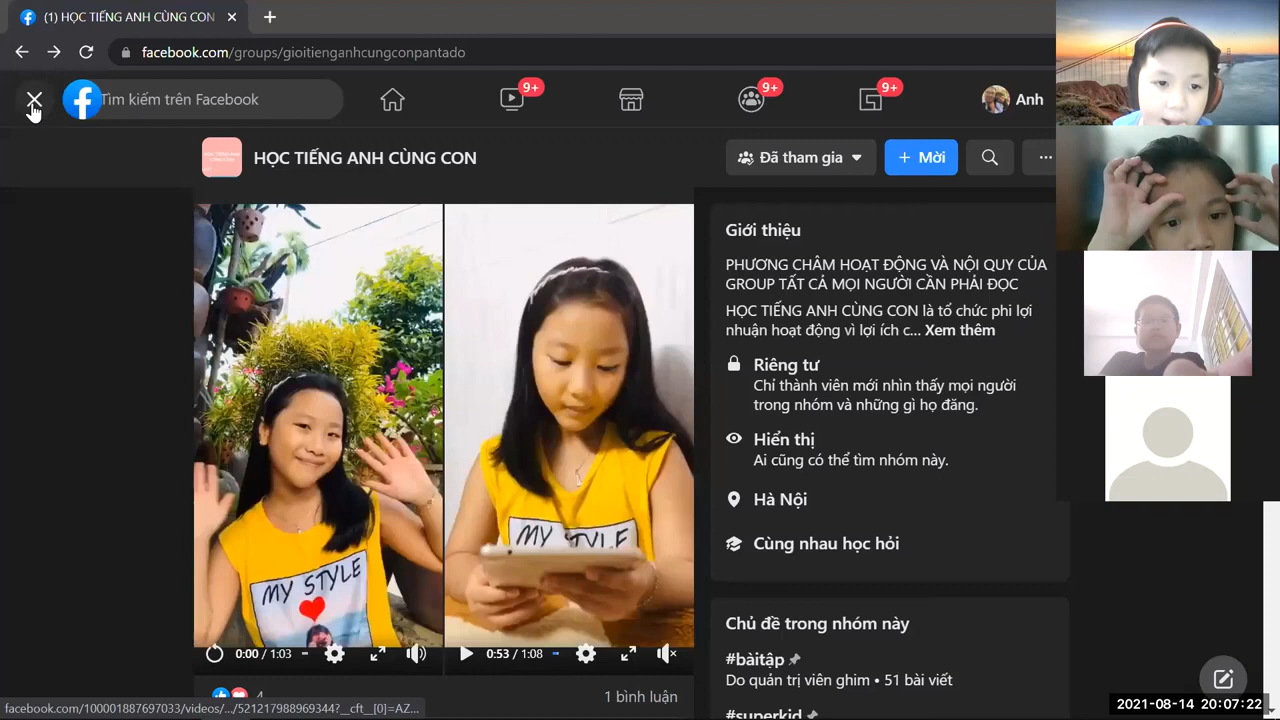 (1) HỌC TIẾNG ANH CÙNG CON
facebook.com/groups/gioitienganhcungconpantado
Tìm kiếm trên Facebook
9+
9+
9+
Anh
HỌC TIẾNG ANH CÙNG CON
Đã tham gia
+ Mời
Giới thiệu
PHƯƠNG CHÂM HOẠT ĐỘNG VÀ NỘI QUY CỦA
GROUP TẤT CẢ MỌI NGƯỜI CẦN PHẢI ĐỌC
HỌC TIẾNG ANH CÙNG CON là tổ chức phi lợi
nhuận hoạt động vì lợi ích c... Xem thêm
Riêng tư
Chỉ thành viên mới nhìn thấy mọi người
trong nhóm và những gì họ đăng.
Hiển thị
Ai cũng có thể tìm nhóm này.
Hà Nội
Cùng nhau học hỏi
Chủ đề trong nhóm này
#bàitập
Do quản trị viên ghim • 51 bài viết
#superkid
MY STYLE
MY STYLE
0:00 / 1:03
0:53 / 1:08
4
1 bình luận
facebook.com/100001887697033/videos/.../521217988969344?__cft__[0]=AZ...
2021-08-14 20:07:22